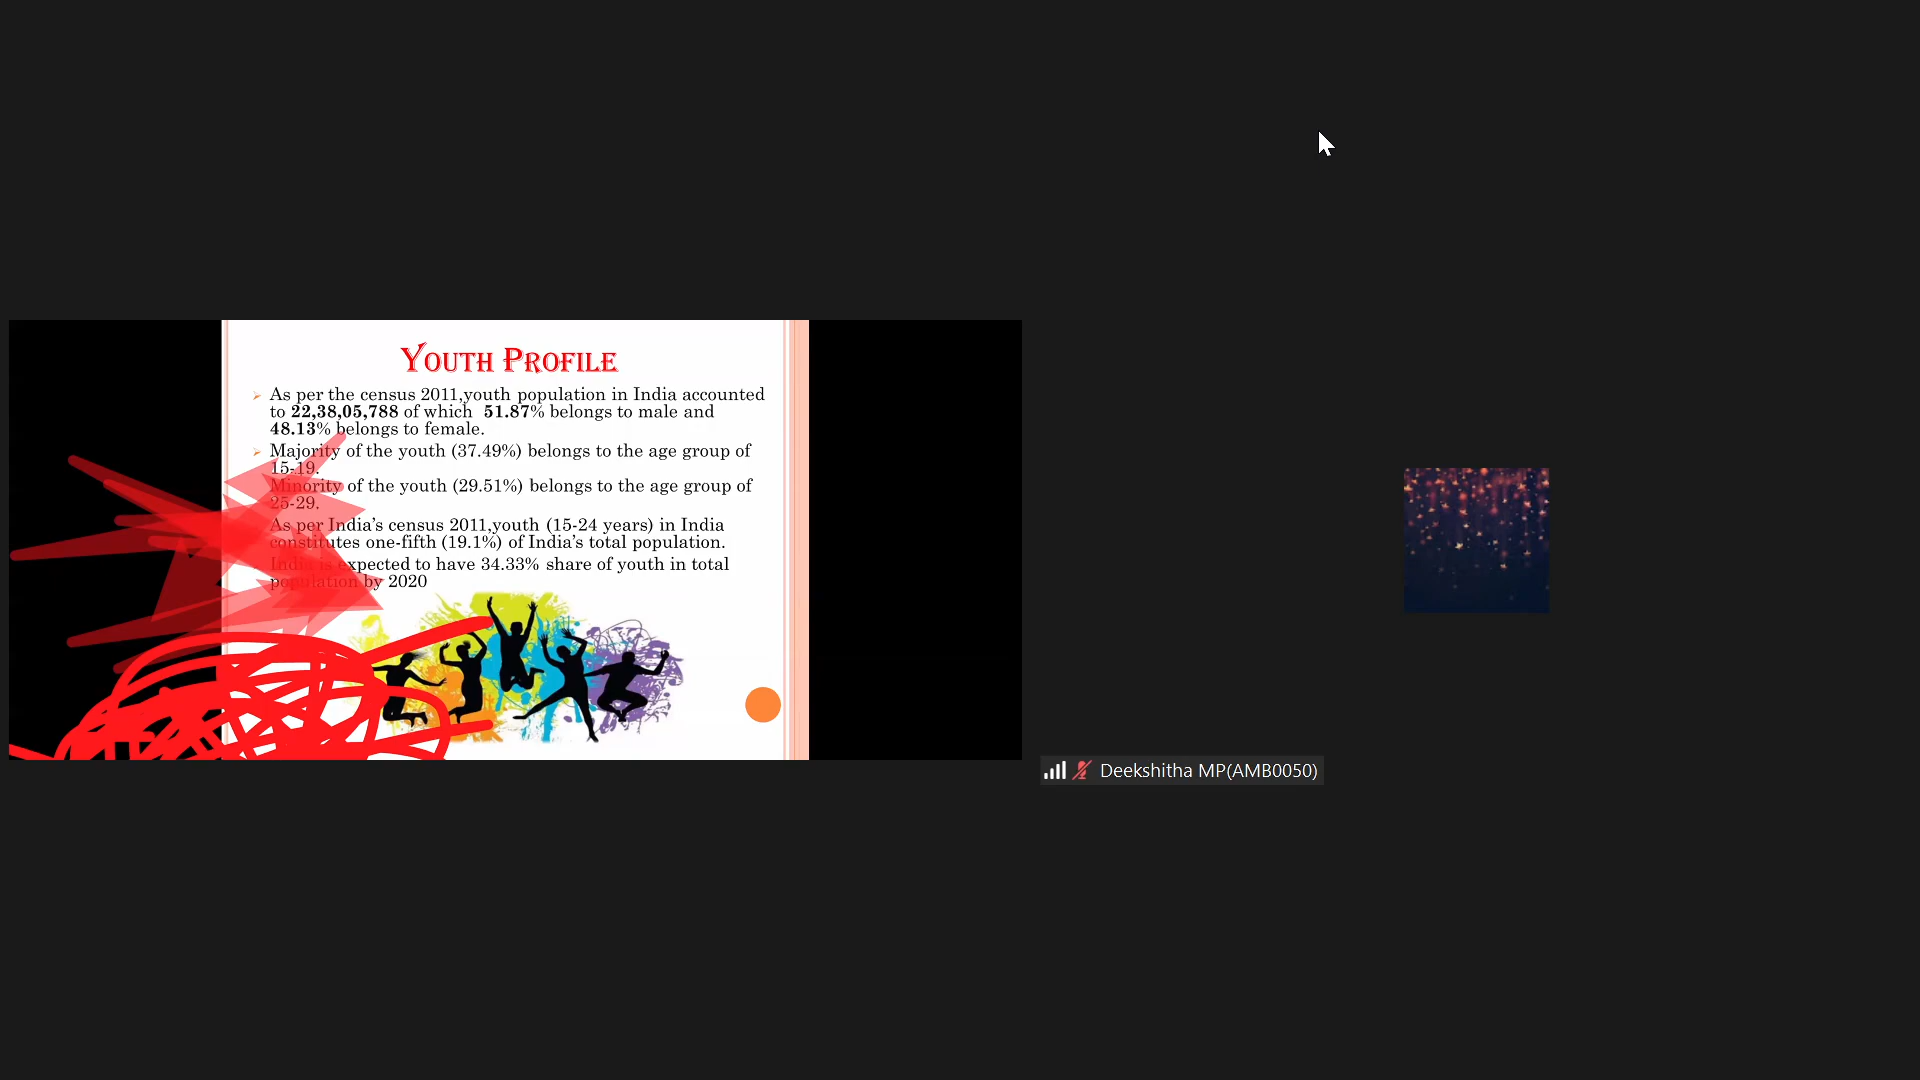 YOUTH PROFILE
As per the census 2011,youth population in India accounted
to 22,38,05,788 of which 51.87% belongs to male and
48.13% belongs to female.
Majority of the youth (37.49%) belongs to the age group of
15-19.
Minority of the youth (29.51%) belongs to the age group of
25-29.
As per India’s census 2011,youth (15-24 years) in India
constitutes one-fifth (19.1%) of India’s total population.
India is expected to have 34.33% share of youth in total
population by 2020
Deekshitha MP(AMB0050)